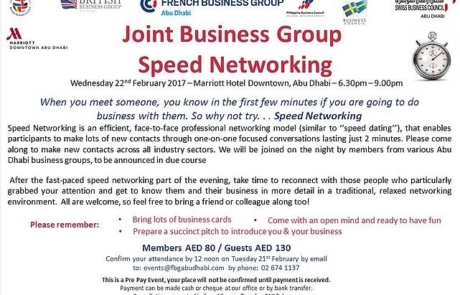 BRITISH
BUSINESS GROUP
FRENCH BUSINESS GROUP
Abu Dhabi
Philippine Business Council
BUSINESS
COUNCIL
SWISS BUSINESS COUNCIL
ABU DHABI
MARRIOTT
DOWNTOWN ABU DHABI
Joint Business Group
Speed Networking
Wednesday 22nd February 2017 – Marriott Hotel Downtown, Abu Dhabi – 6.30pm – 9.00pm
When you meet someone, you know in the first few minutes if you are going to do
business with them. So why not try. . . Speed Networking
Speed Networking is an efficient, face-to-face professional networking model (similar to "speed dating"), that enables
participants to make lots of new contacts through one-on-one focused conversations lasting just 2 minutes. Please come
along to make new contacts across all industry sectors. We will be joined on the night by members from various Abu
Dhabi business groups, to be announced in due course
After the fast-paced speed networking part of the evening, take time to reconnect with those people who particularly
grabbed your attention and get to know them and their business in more detail in a traditional, relaxed networking
environment. All are welcome, so feel free to bring a friend or colleague along too!
Please remember:
• Bring lots of business cards
• Come with an open mind and ready to have fun
• Prepare a succinct pitch to introduce you & your business
Members AED 80 / Guests AED 130
Confirm your attendance by 12 noon on Tuesday 21st February by email
to: events@fbgabudhabi.com by phone: 02 674 1137
This is a Pre Pay Event, your place will not be confirmed until payment is received.
Payment can be made cash or cheque at our office or by bank transfer.